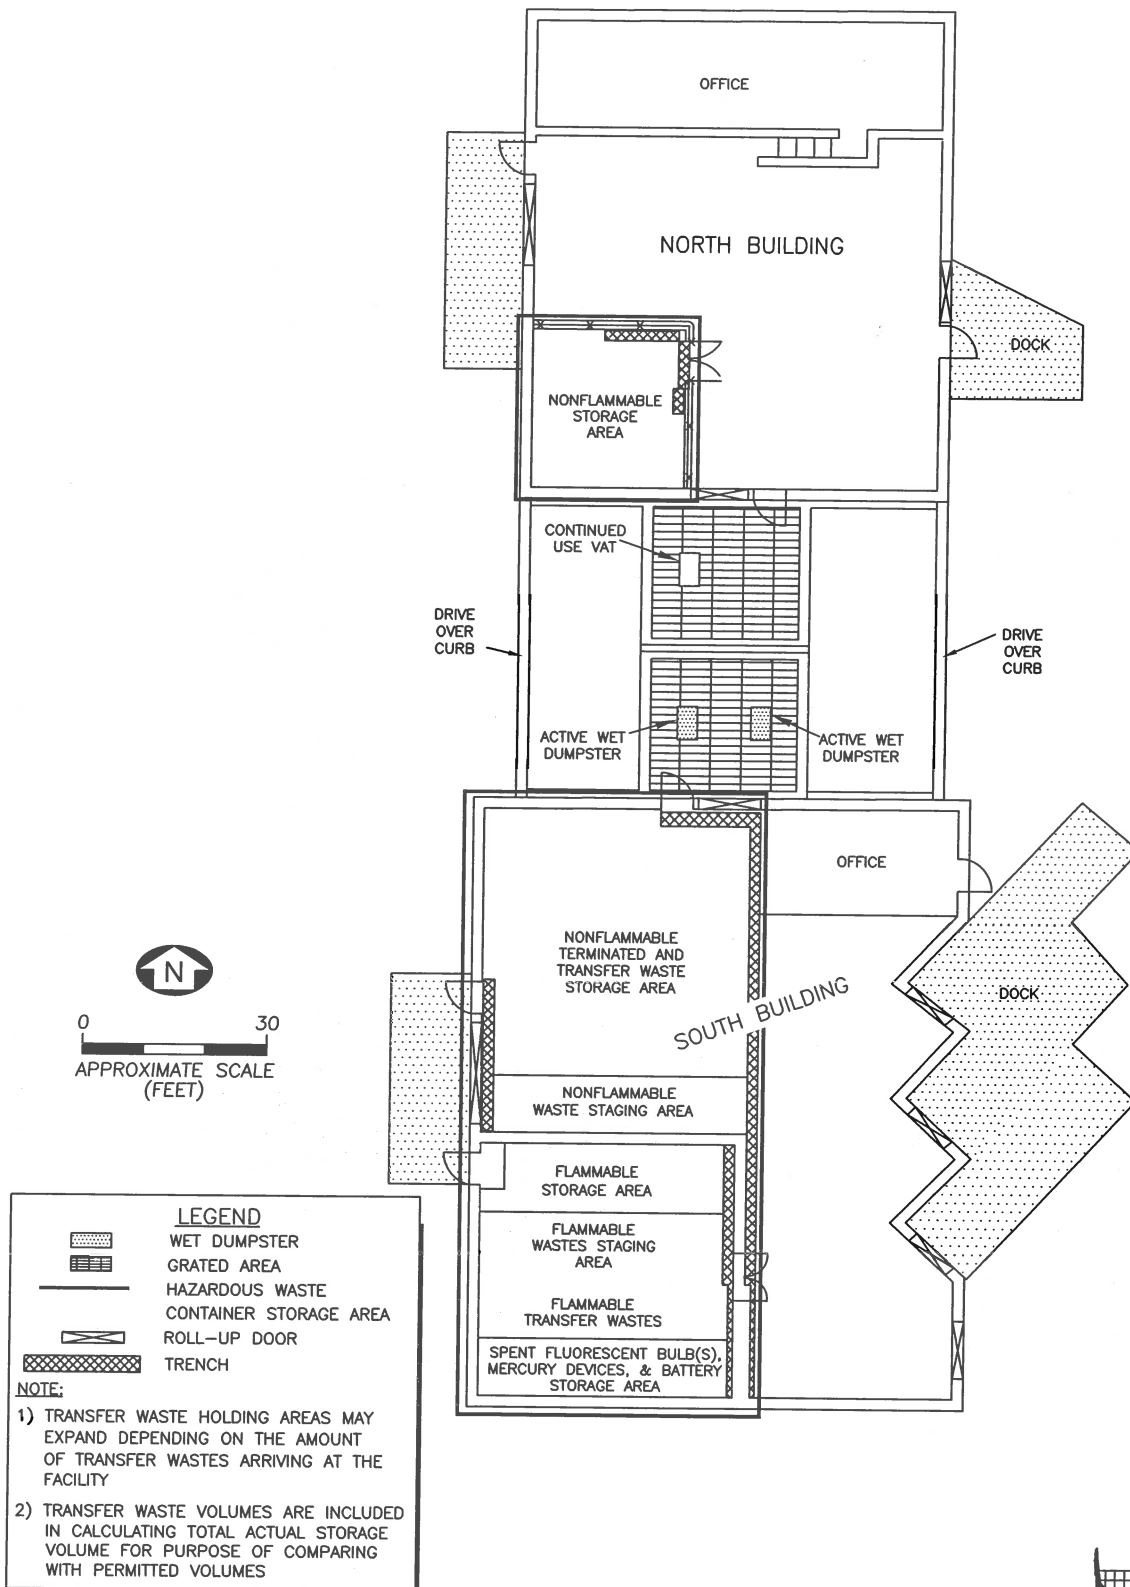 OFFICE
NORTH BUILDING
DOCK
NONFLAMMABLE
STORAGE
AREA
CONTINUED
USE VAT
DRIVE
OVER
CURB
DRIVE
OVER
CURB
ACTIVE WET
DUMPSTER
ACTIVE WET
DUMPSTER
OFFICE
NONFLAMMABLE
TERMINATED AND
TRANSFER WASTE
STORAGE AREA
SOUTH BUILDING
DOCK
N
0 30
APPROXIMATE SCALE
(FEET)
NONFLAMMABLE
WASTE STAGING AREA
FLAMMABLE
STORAGE AREA
FLAMMABLE
WASTES STAGING
AREA
FLAMMABLE
TRANSFER WASTES
SPENT FLUORESCENT BULB(S),
MERCURY DEVICES, & BATTERY
STORAGE AREA
LEGEND
WET DUMPSTER
GRATED AREA
HAZARDOUS WASTE
CONTAINER STORAGE AREA
ROLL-UP DOOR
TRENCH
NOTE:
1) TRANSFER WASTE HOLDING AREAS MAY
EXPAND DEPENDING ON THE AMOUNT
OF TRANSFER WASTES ARRIVING AT THE
FACILITY
2) TRANSFER WASTE VOLUMES ARE INCLUDED
IN CALCULATING TOTAL ACTUAL STORAGE
VOLUME FOR PURPOSE OF COMPARING
WITH PERMITTED VOLUMES